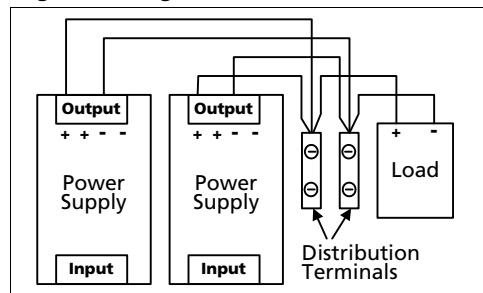 Output
+ + - -
Power
Supply
Input
Output
+ + - -
Power
Supply
Input
+ -
Load
Distribution
Terminals